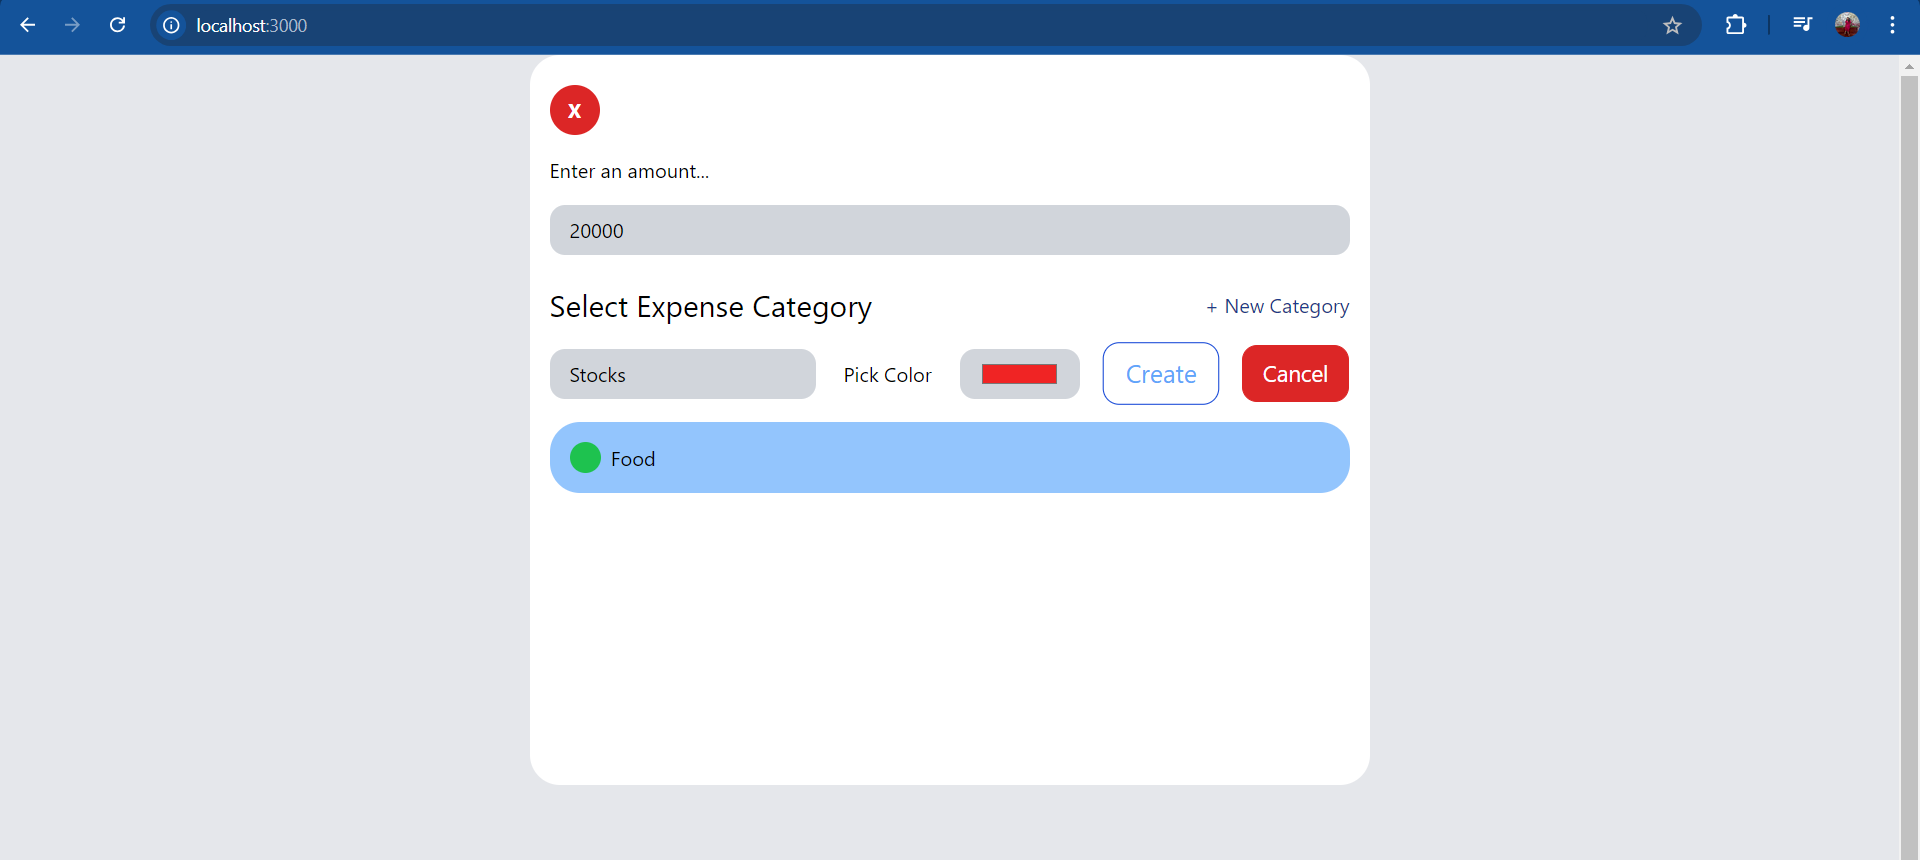 localhost:3000
X
Enter an amount...
20000
Select Expense Category
+ New Category
Stocks
Pick Color
Create
Cancel
Food